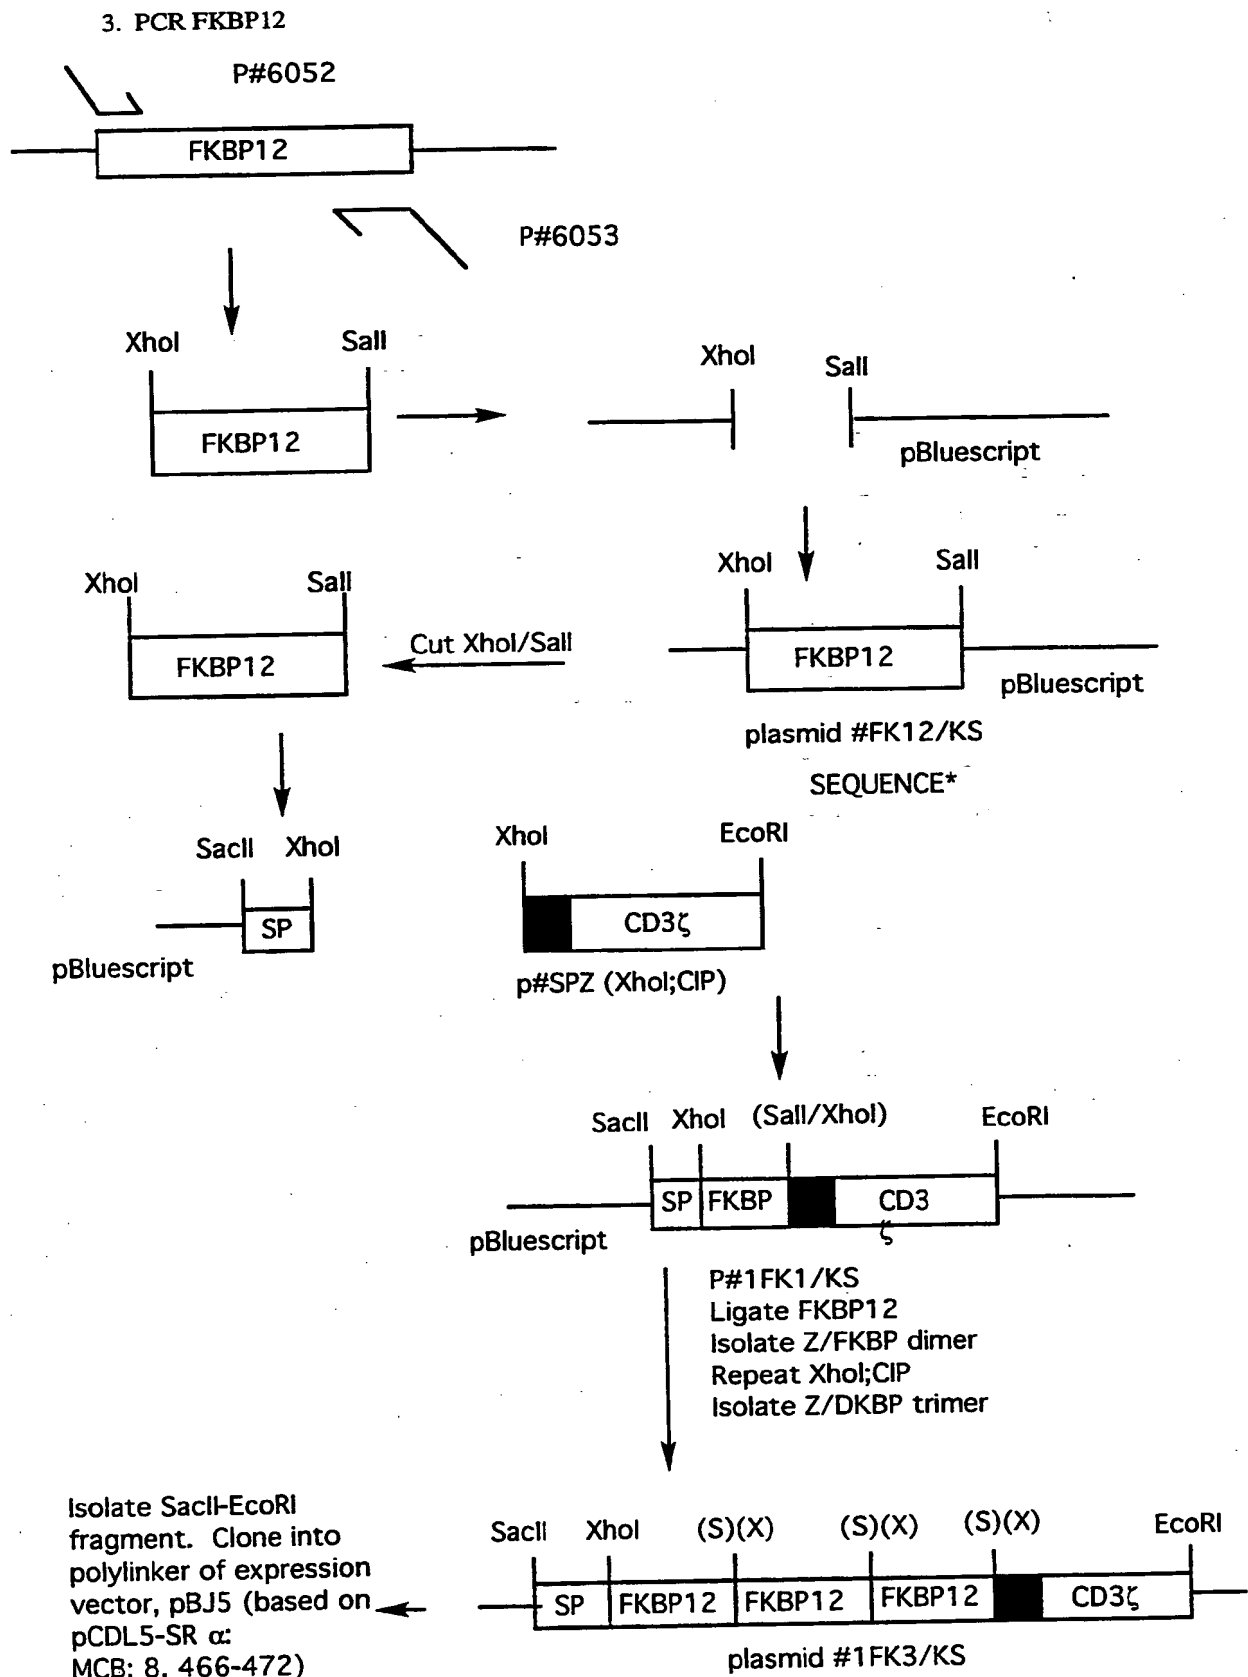 3. PCR FKBP12
P#6052
FKBP12
P#6053
XhoI SalI
FKBP12
XhoI SalI
pBluescript
XhoI SalI
FKBP12
pBluescript
plasmid #FK12/KS
SEQUENCE*
Cut XhoI/SalI
XhoI SalI
FKBP12
SacII XhoI
SP
pBluescript
XhoI EcoRI
CD3ζ
p#SPZ (XhoI;CIP)
SacII XhoI (SalI/XhoI) EcoRI
SP FKBP CD3
ζ
pBluescript
P#1FK1/KS
Ligate FKBP12
Isolate Z/FKBP dimer
Repeat XhoI;CIP
Isolate Z/DKBP trimer
SacII XhoI (S)(X) (S)(X) (S)(X) EcoRI
SP FKBP12 FKBP12 FKBP12 CD3ζ
plasmid #1FK3/KS
Isolate SacII-EcoRI
fragment. Clone into
polylinker of expression
vector, pBJ5 (based on
pCDL5-SR α:
MCB: 8, 466-472)